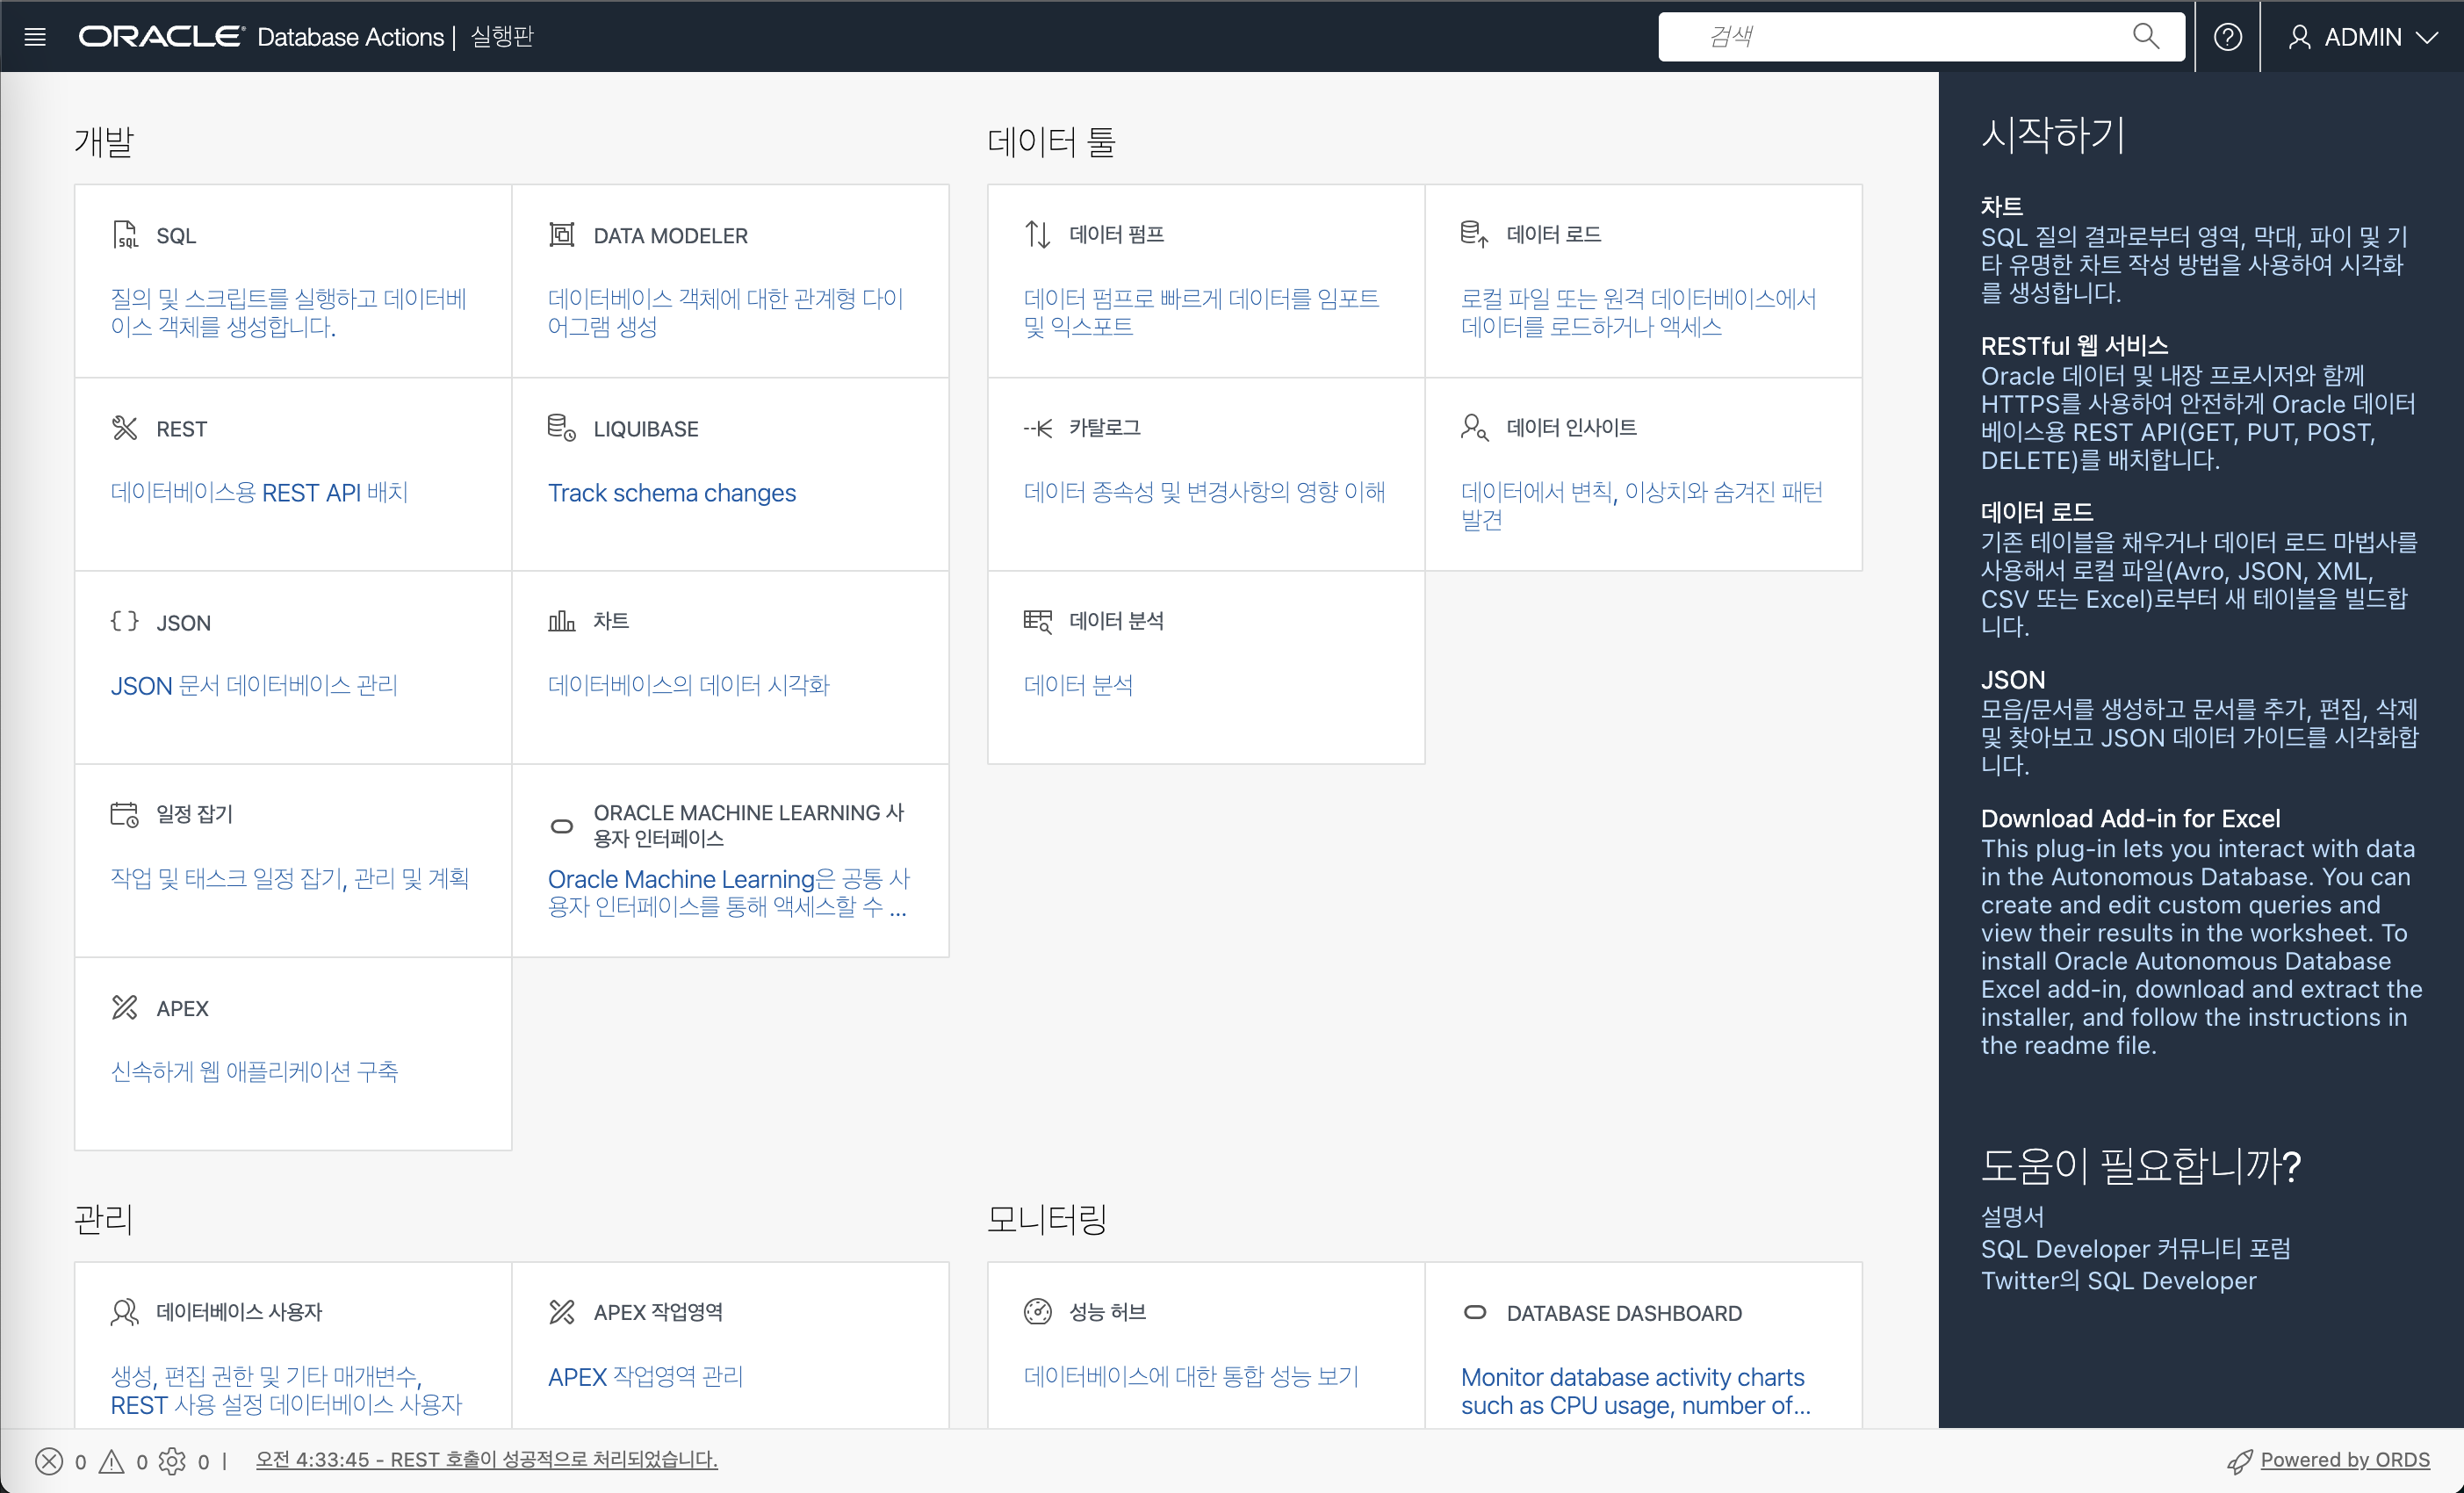 ORACLE Database Actions | 실행판
검색
ADMIN
개발
SQL
질의 및 스크립트를 실행하고 데이터베
이스 객체를 생성합니다.
DATA MODELER
데이터베이스 객체에 대한 관계형 다이
어그램 생성
REST
데이터베이스용 REST API 배치
LIQUIBASE
Track schema changes
JSON
JSON 문서 데이터베이스 관리
차트
데이터베이스의 데이터 시각화
일정 잡기
작업 및 태스크 일정 잡기, 관리 및 계획
ORACLE MACHINE LEARNING 사
용자 인터페이스
Oracle Machine Learning은 공통 사
용자 인터페이스를 통해 액세스할 수 ...
APEX
신속하게 웹 애플리케이션 구축
데이터 툴
데이터 펌프
데이터 펌프로 빠르게 데이터를 임포트
및 익스포트
데이터 로드
로컬 파일 또는 원격 데이터베이스에서
데이터를 로드하거나 액세스
카탈로그
데이터 종속성 및 변경사항의 영향 이해
데이터 인사이트
데이터에서 변칙, 이상치와 숨겨진 패턴
발견
데이터 분석
데이터 분석
관리
데이터베이스 사용자
생성, 편집 권한 및 기타 매개변수,
REST 사용 설정 데이터베이스 사용자
APEX 작업영역
APEX 작업영역 관리
모니터링
성능 허브
데이터베이스에 대한 통합 성능 보기
DATABASE DASHBOARD
Monitor database activity charts
such as CPU usage, number of...
시작하기
차트
SQL 질의 결과로부터 영역, 막대, 파이 및 기
타 유명한 차트 작성 방법을 사용하여 시각화
를 생성합니다.
RESTful 웹 서비스
Oracle 데이터 및 내장 프로시저와 함께
HTTPS를 사용하여 안전하게 Oracle 데이터
베이스용 REST API(GET, PUT, POST,
DELETE)를 배치합니다.
데이터 로드
기존 테이블을 채우거나 데이터 로드 마법사를
사용해서 로컬 파일(Avro, JSON, XML,
CSV 또는 Excel)로부터 새 테이블을 빌드합
니다.
JSON
모음/문서를 생성하고 문서를 추가, 편집, 삭제
및 찾아보고 JSON 데이터 가이드를 시각화합
니다.
Download Add-in for Excel
This plug-in lets you interact with data
in the Autonomous Database. You can
create and edit custom queries and
view their results in the worksheet. To
install Oracle Autonomous Database
Excel add-in, download and extract the
installer, and follow the instructions in
the readme file.
도움이 필요합니까?
설명서
SQL Developer 커뮤니티 포럼
Twitter의 SQL Developer
0 0 0 | 오전 4:33:45 - REST 호출이 성공적으로 처리되었습니다.
Powered by ORDS